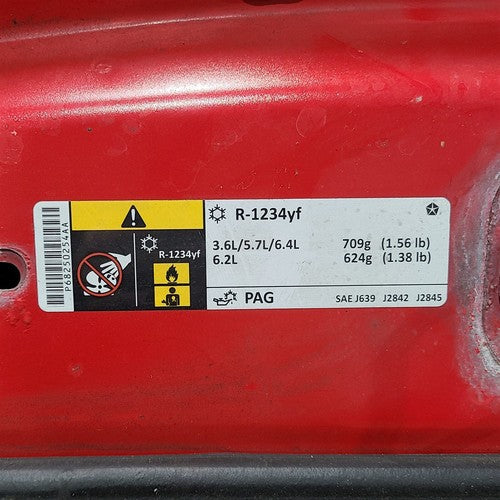 P68250254AA
R-1234yf
R-1234yf
3.6L/5.7L/6.4L 709g (1.56 lb)
6.2L 624g (1.38 lb)
PAG SAE J639 J2842 J2845